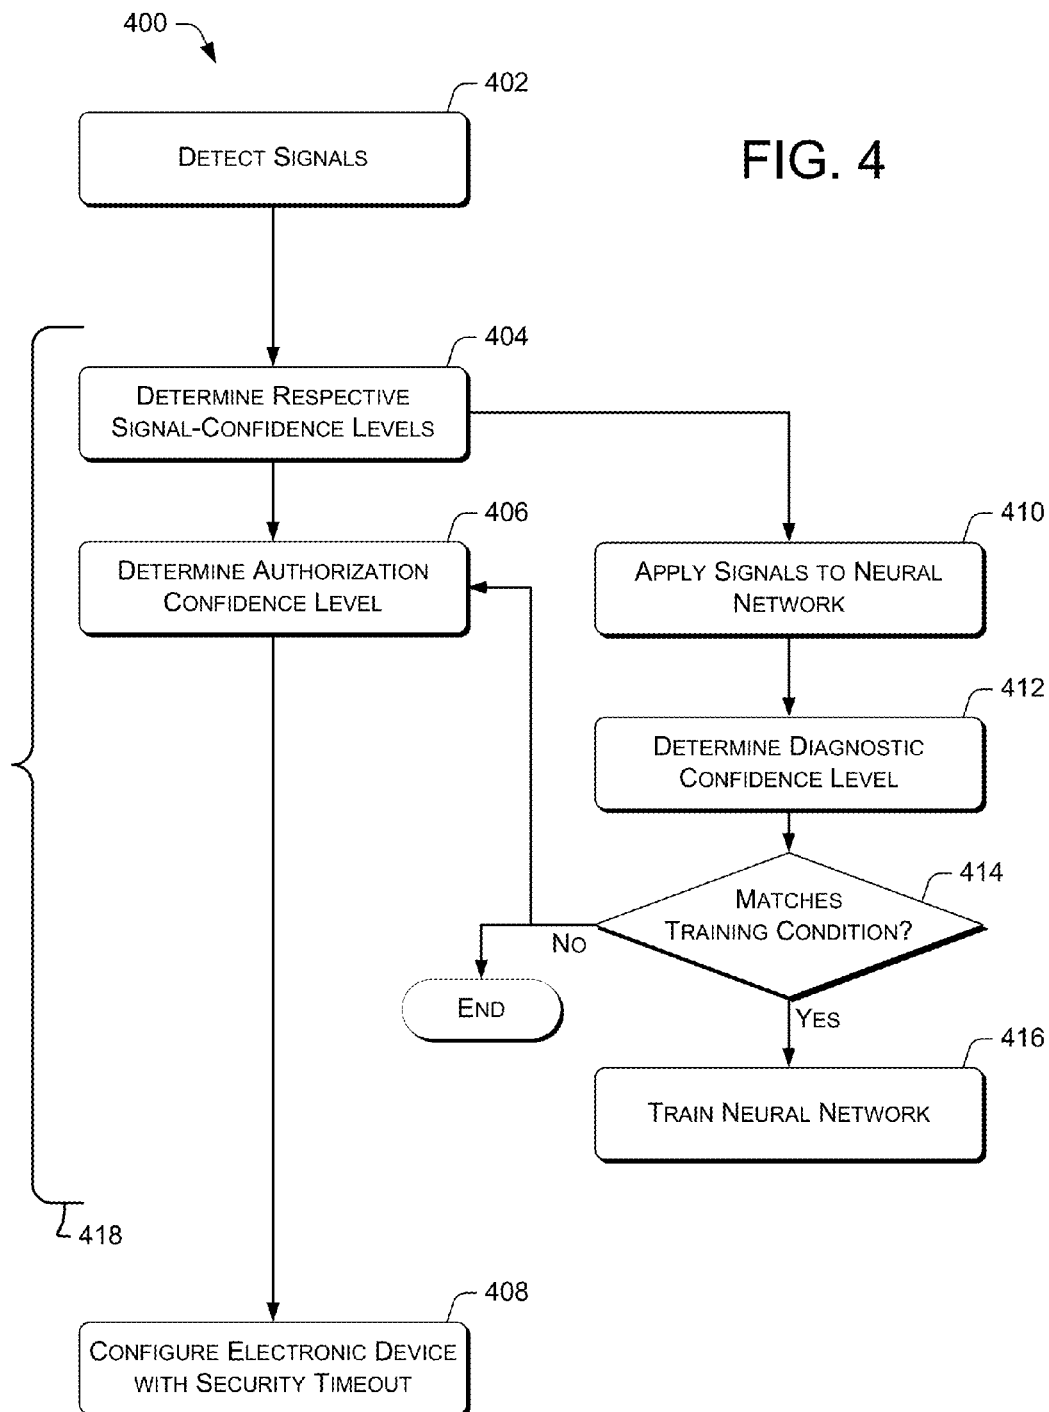 400
402
DETECT SIGNALS
FIG. 4
404
DETERMINE RESPECTIVE
SIGNAL-CONFIDENCE LEVELS
406
DETERMINE AUTHORIZATION
CONFIDENCE LEVEL
410
APPLY SIGNALS TO NEURAL
NETWORK
412
DETERMINE DIAGNOSTIC
CONFIDENCE LEVEL
414
MATCHES
TRAINING CONDITION?
NO
END
YES
416
TRAIN NEURAL NETWORK
418
408
CONFIGURE ELECTRONIC DEVICE
WITH SECURITY TIMEOUT